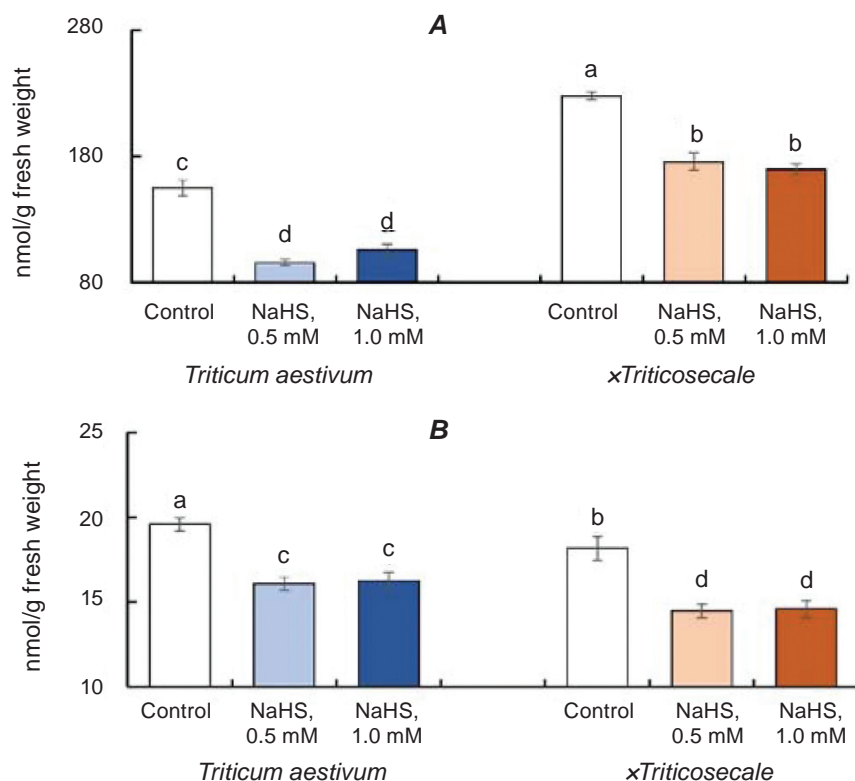 A
280
180
80
nmol/g fresh weight
c
d
d
a
b
b
Control NaHS, NaHS, Control NaHS, NaHS,
0.5 mM 1.0 mM 0.5 mM 1.0 mM
Triticum aestivum ×Triticosecale
B
25
20
15
10
nmol/g fresh weight
a
c
c
b
d
d
Control NaHS, NaHS, Control NaHS, NaHS,
0.5 mM 1.0 mM 0.5 mM 1.0 mM
Triticum aestivum ×Triticosecale